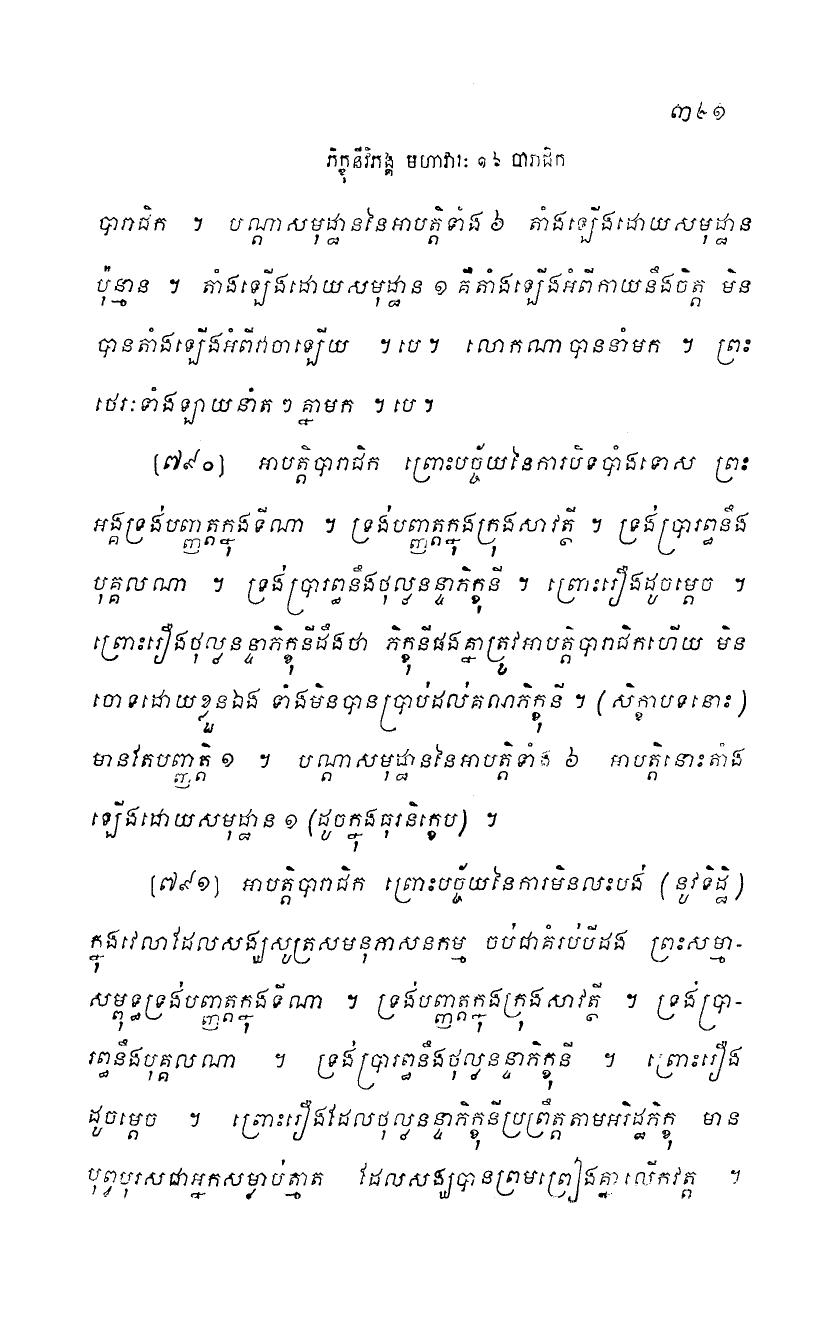 ៣៤១
ភិក្ខុនីវិភង្គ មហាវារៈ ១៦ បារាជិក
បារាជិក ។ បណ្តាសមុដ្ឋាននៃអាបត្តិទាំង ៦ តាំងឡើងដោយសមុដ្ឋាន
ប៉ុន្មាន ។ តាំងឡើងដោយសមុដ្ឋាន ១ គឺតាំងឡើងអំពីកាយនឹងចិត្ត មិន
បានតាំងឡើងអំពីវាចាឡើយ ។ បេ ។ លោកណាបាននាំមក ។ ព្រះ
ថេរៈទាំងឡាយនាំត ៗ គ្នាមក ។ បេ ។
[៧៩០] អាបត្តិបារាជិក ព្រោះបច្ច័យនៃការបិទបាំងទោស ព្រះ
អង្គទ្រង់បញ្ញត្តក្នុងទីណា ។ ទ្រង់បញ្ញត្តក្នុងក្រុងសាវត្ថី ។ ទ្រង់ប្រារព្ធនឹង
បុគ្គលណា ។ ទ្រង់ប្រារព្ធនឹងថុល្លនន្ទាភិក្ខុនី ។ ព្រោះរឿងដូចម្តេច ។
ព្រោះរឿងថុល្លនន្ទាភិក្ខុនីដឹងថា ភិក្ខុនីផងគ្នាត្រូវអាបត្តិបារាជិកហើយ មិន
ចោទដោយខ្លួនឯង ទាំងមិនបានប្រាប់ដល់គណភិក្ខុនី ។ (សិក្ខាបទនោះ)
មានតែបញ្ញត្តិ ១ ។ បណ្តាសមុដ្ឋាននៃអាបត្តិទាំង ៦ អាបត្តិនោះតាំង
ឡើងដោយសមុដ្ឋាន ១ (ដូចក្នុងធុរនិក្ខេប) ។
[៧៩១] អាបត្តិបារាជិក ព្រោះបច្ច័យនៃការមិនលះបង់ (នូវទិដ្ឋិ)
ក្នុងវេលាដែលសង្ឃសូត្រសមនុភាសនកម្ម ចប់ជាគំរប់បីដង ព្រះសម្មា-
សម្ពុទ្ធទ្រង់បញ្ញត្តក្នុងទីណា ។ ទ្រង់បញ្ញត្តក្នុងក្រុងសាវត្ថី ។ ទ្រង់ប្រា-
រព្ធនឹងបុគ្គលណា ។ ទ្រង់ប្រារព្ធនឹងថុល្លនន្ទាភិក្ខុនី ។ ព្រោះរឿង
ដូចម្តេច ។ ព្រោះរឿងដែលថុល្លនន្ទាភិក្ខុនីប្រព្រឹត្តតាមអរិដ្ឋភិក្ខុ មាន
បុព្វបុរសជាអ្នកសម្លាប់ត្មាត ដែលសង្ឃបានព្រមព្រៀងគ្នាលើកវត្ត ។